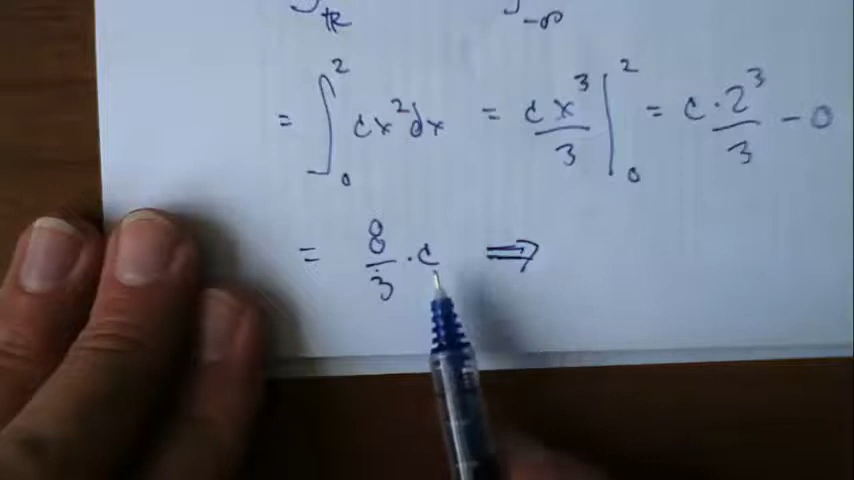 ∫ℝ ∫-∞
= ∫₀² cx²dx = cx³/3 |₀² = c·2³/3 - 0
= 8/3 · c ⇒